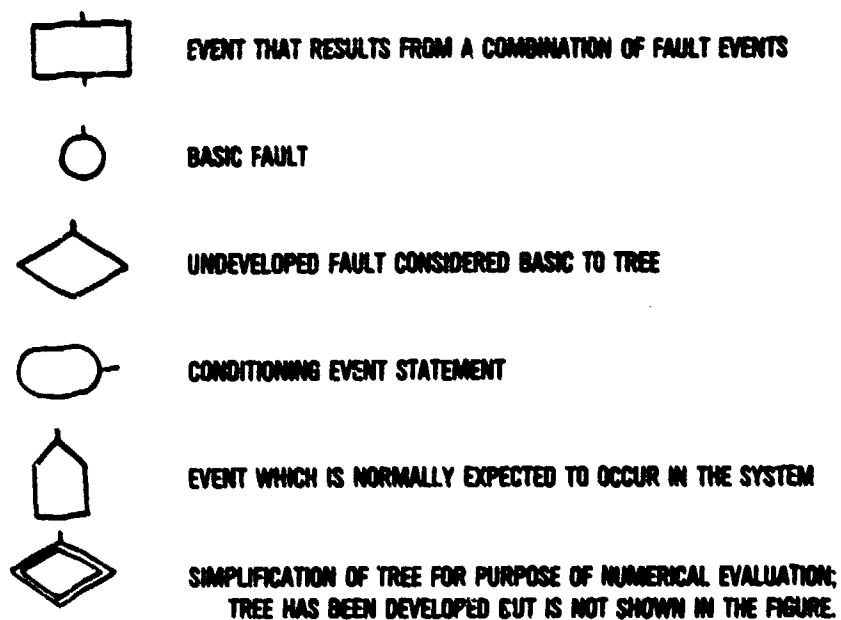 EVENT THAT RESULTS FROM A COMBINATION OF FAULT EVENTS
BASIC FAULT
UNDEVELOPED FAULT CONSIDERED BASIC TO TREE
CONDITIONING EVENT STATEMENT
EVENT WHICH IS NORMALLY EXPECTED TO OCCUR IN THE SYSTEM
SIMPLIFICATION OF TREE FOR PURPOSE OF NUMERICAL EVALUATION;
TREE HAS BEEN DEVELOPED BUT IS NOT SHOWN IN THE FIGURE.